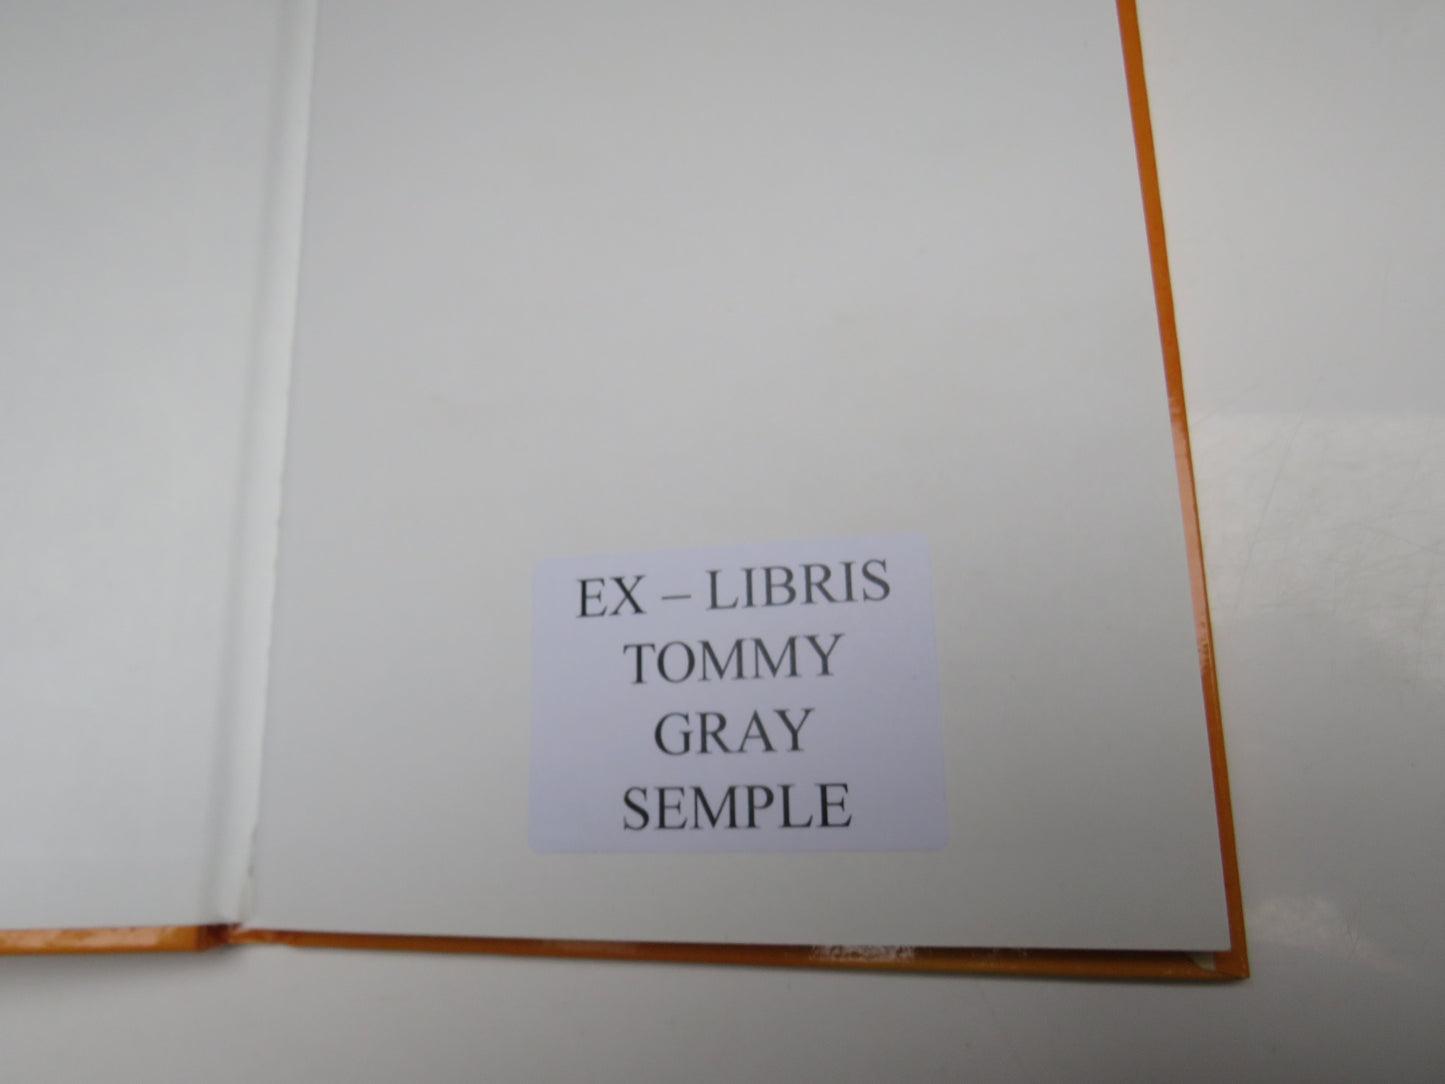 EX – LIBRIS
TOMMY
GRAY
SEMPLE